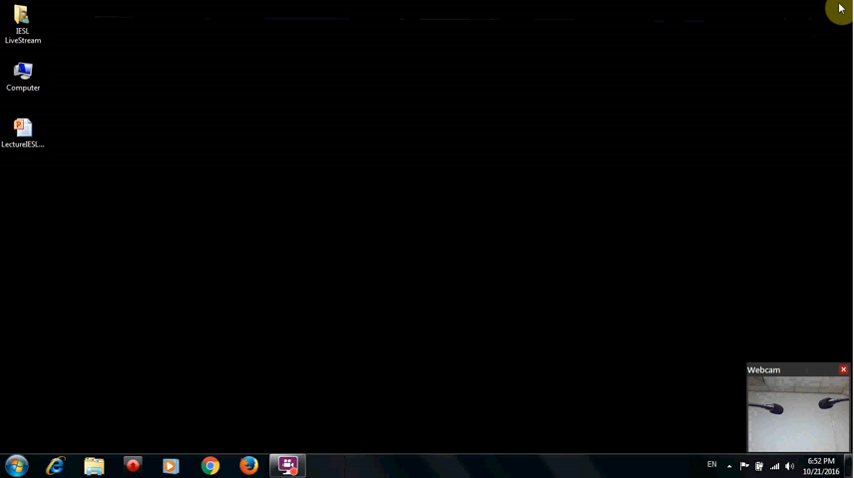 IESL
LiveStream
Computer
LectureIESL...
Webcam
EN
6:52 PM
10/21/2016